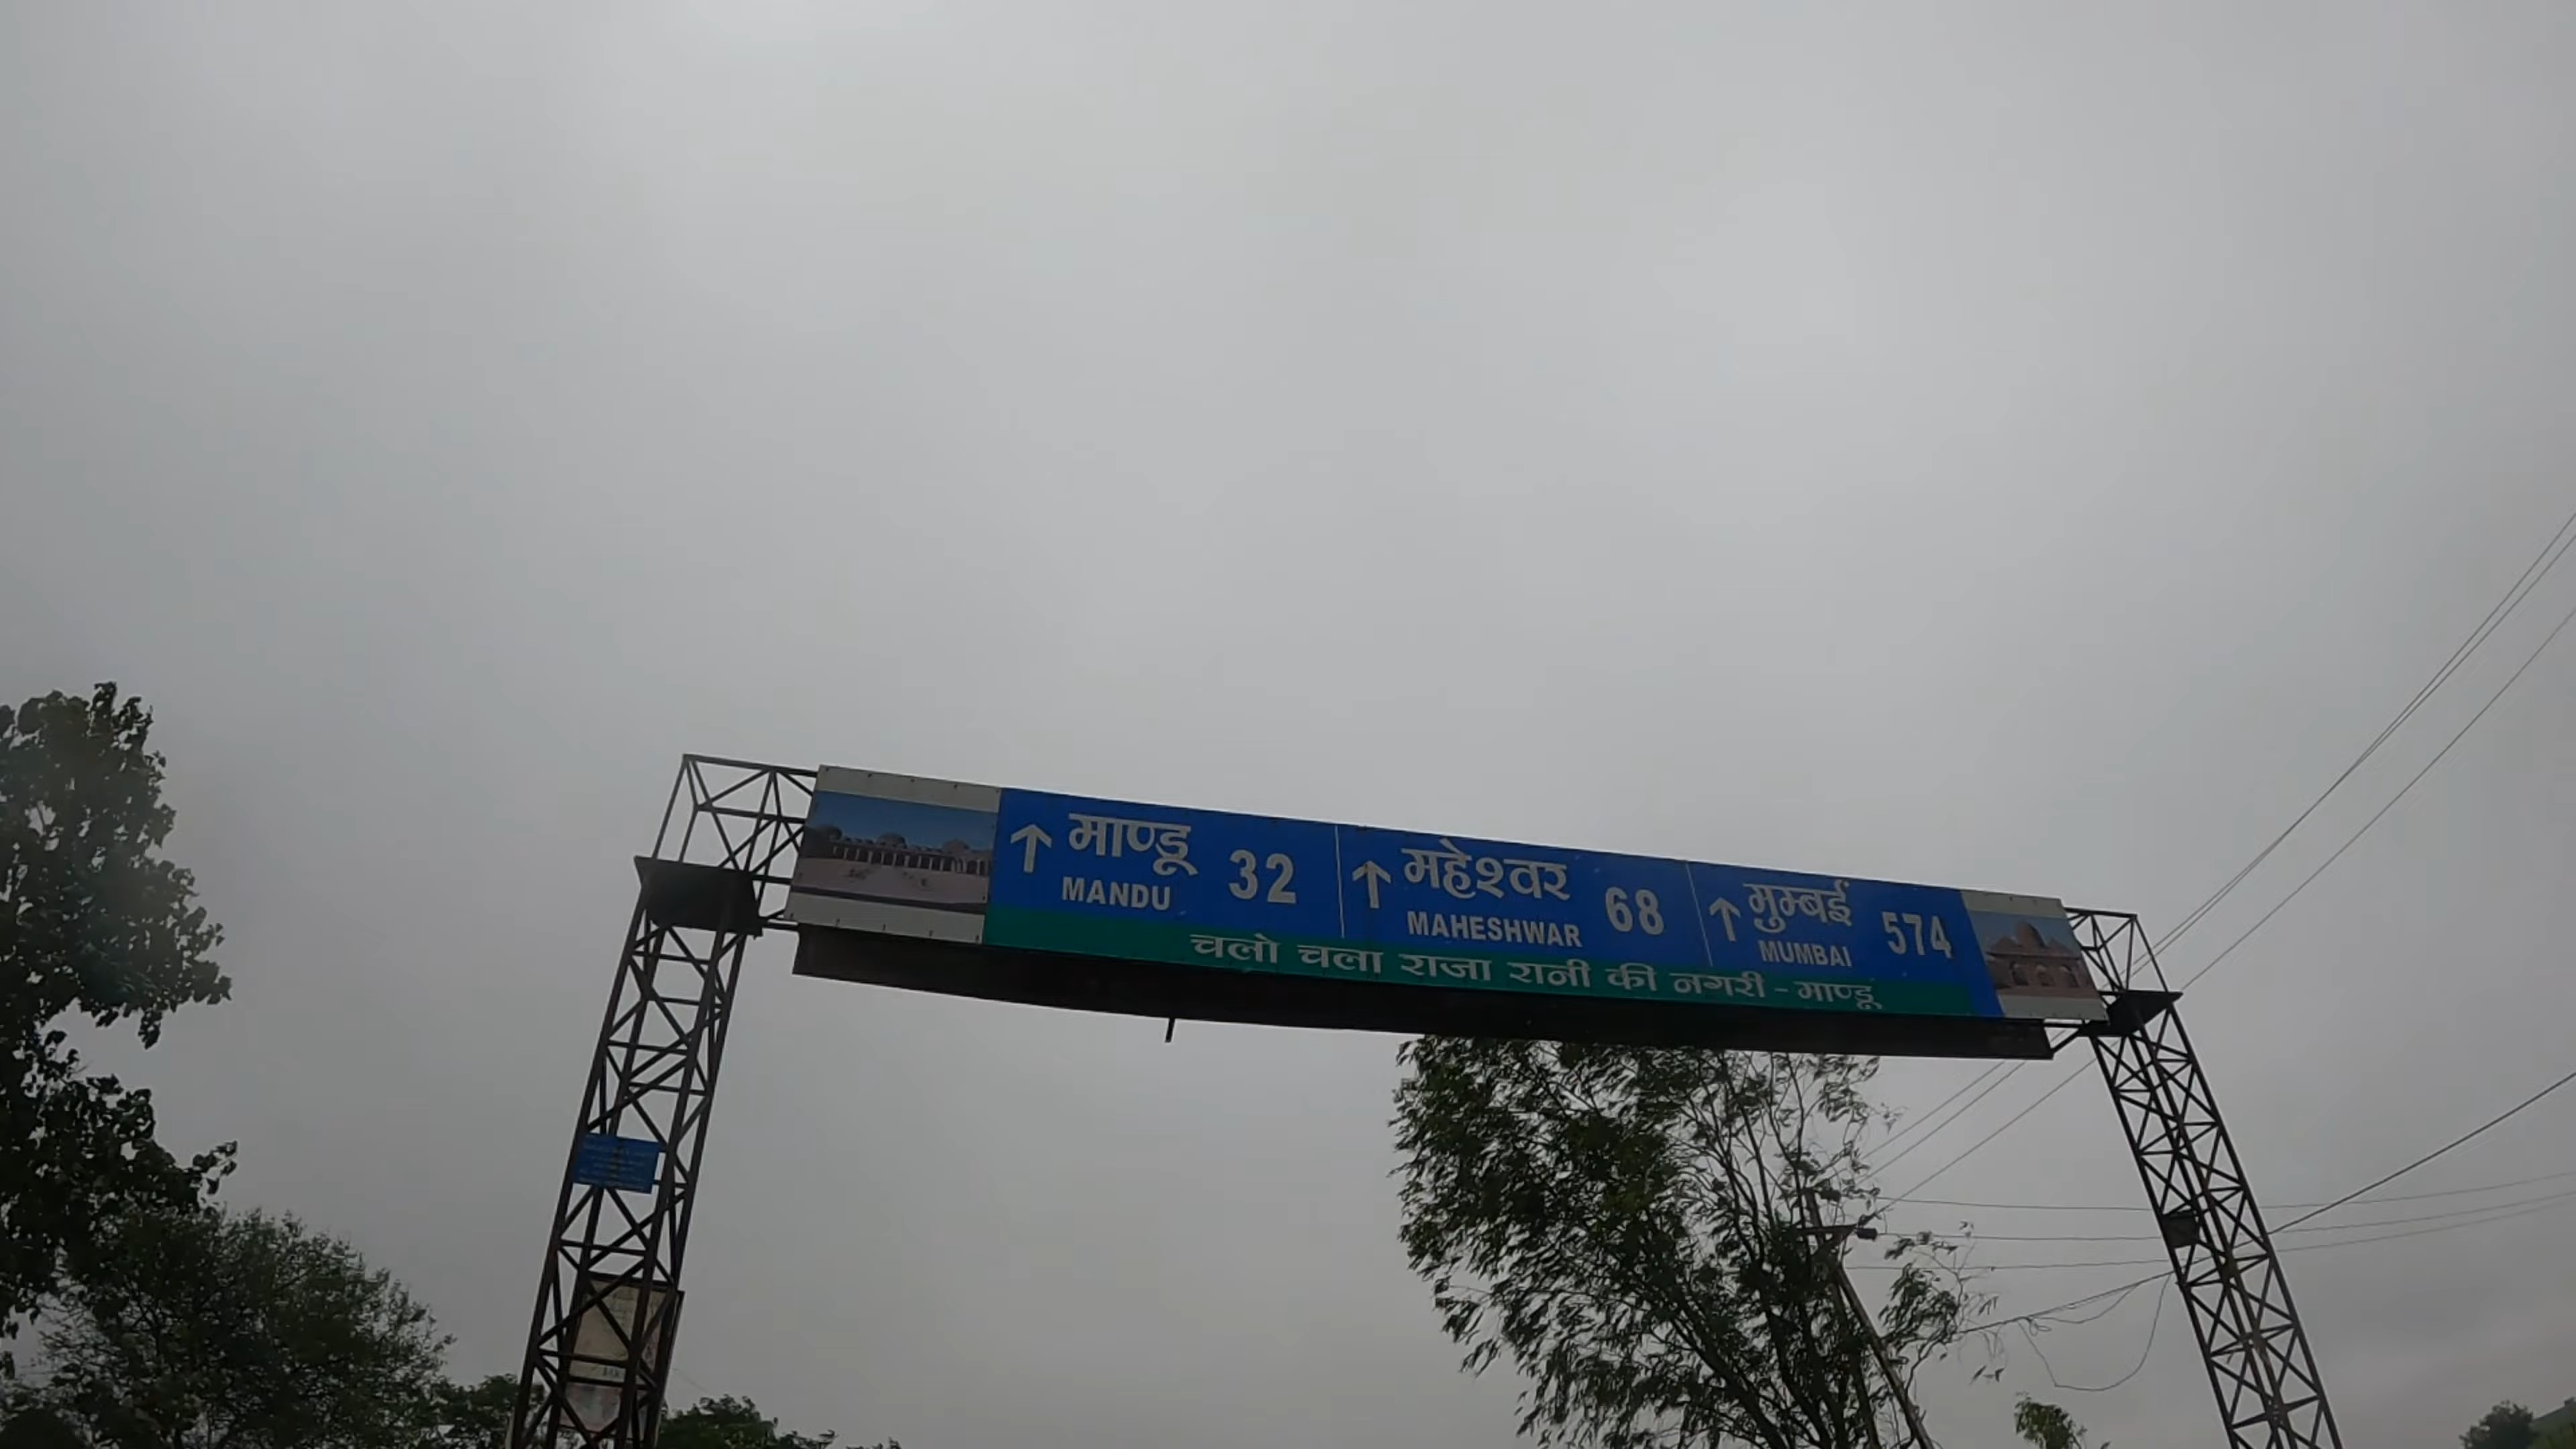 माण्डू 32
MANDU
महेश्वर 68
MAHESHWAR
मुम्बई 574
MUMBAI
चलो चला राजा रानी की नगरी - माण्डू